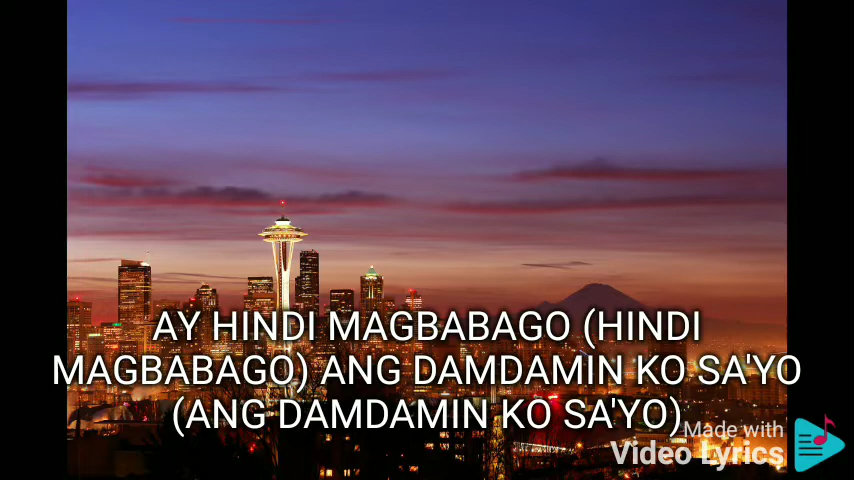 AY HINDI MAGBABAGO (HINDI
MAGBABAGO) ANG DAMDAMIN KO SA'YO
(ANG DAMDAMIN KO SA'YO)
Made with
Video Lyrics